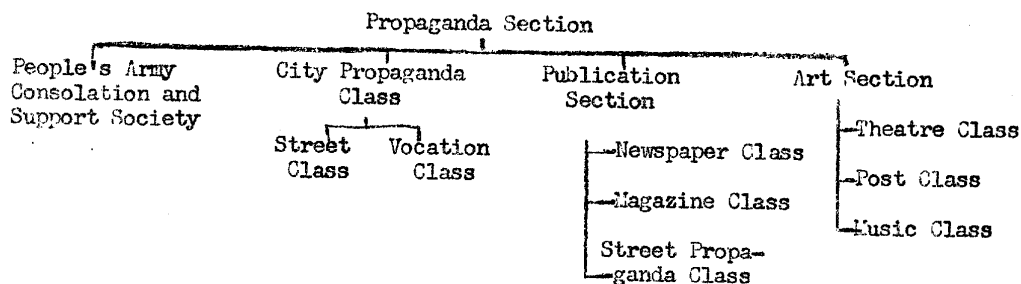 Propaganda Section
People's Army
Consolation and
Support Society
City Propaganda
Class
Street
Class
Vocation
Class
Publication
Section
Newspaper Class
Magazine Class
Street Propa-
ganda Class
Art Section
Theatre Class
Post Class
Music Class